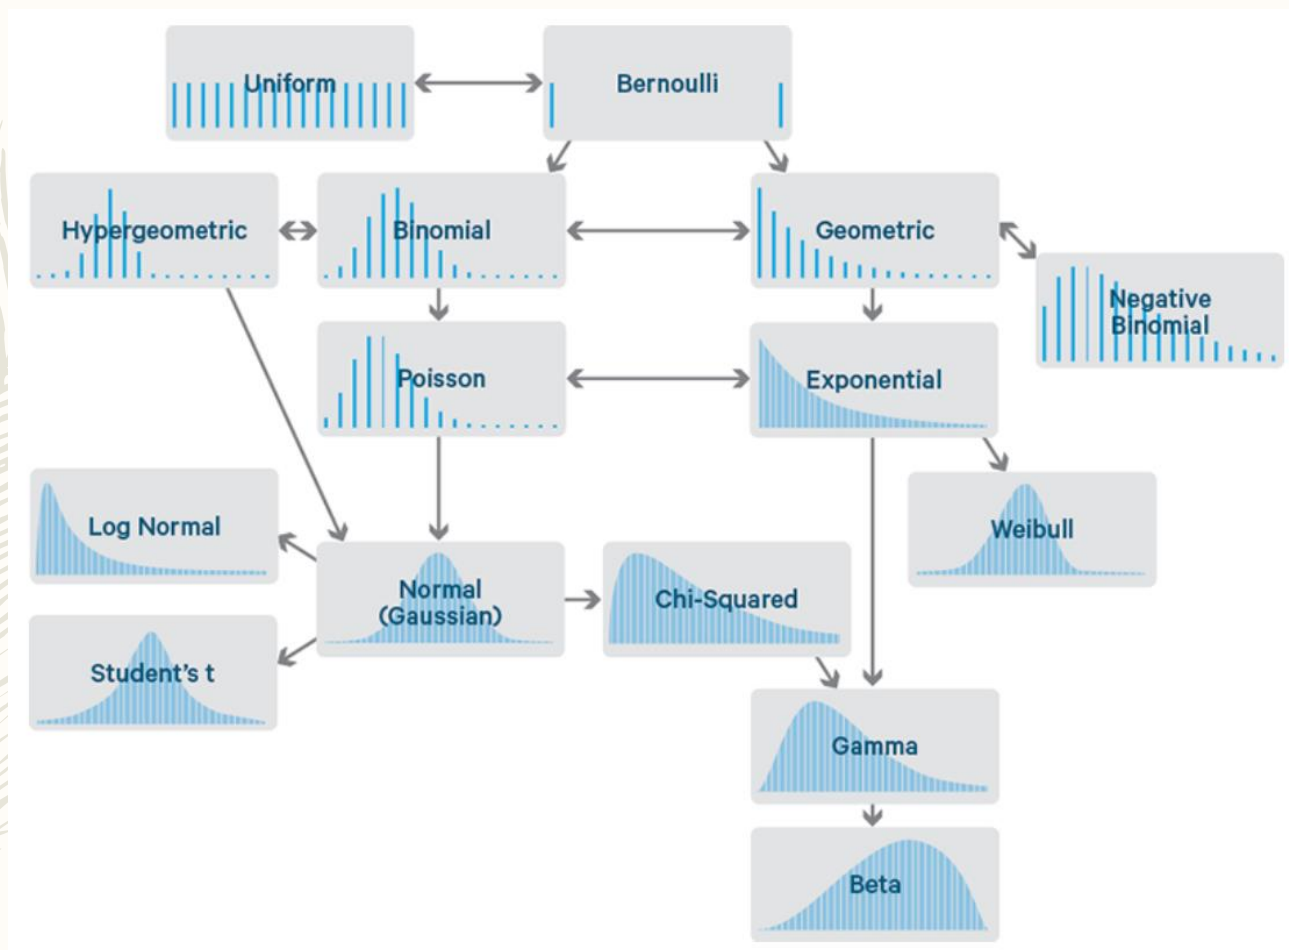 Uniform
Bernoulli
Hypergeometric
Binomial
Geometric
Negative
Binomial
Poisson
Exponential
Log Normal
Weibull
Normal
(Gaussian)
Chi-Squared
Student's t
Gamma
Beta